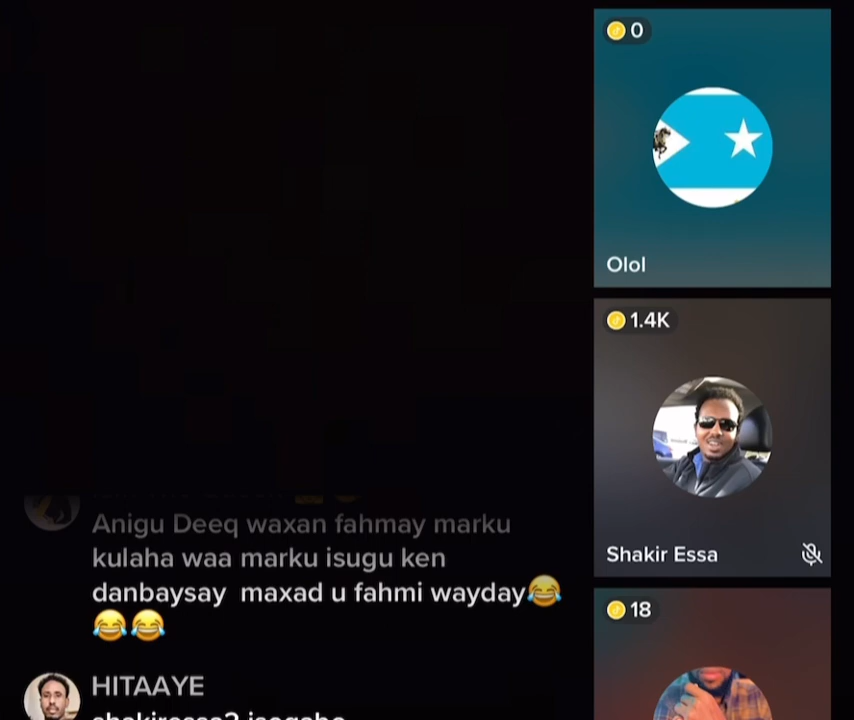 0
Olol
1.4K
Shakir Essa
18
Anigu Deeq waxan fahmay marku
kulaha waa marku isugu ken
danbaysay maxad u fahmi wayday😂
😂😂
HITAAYE